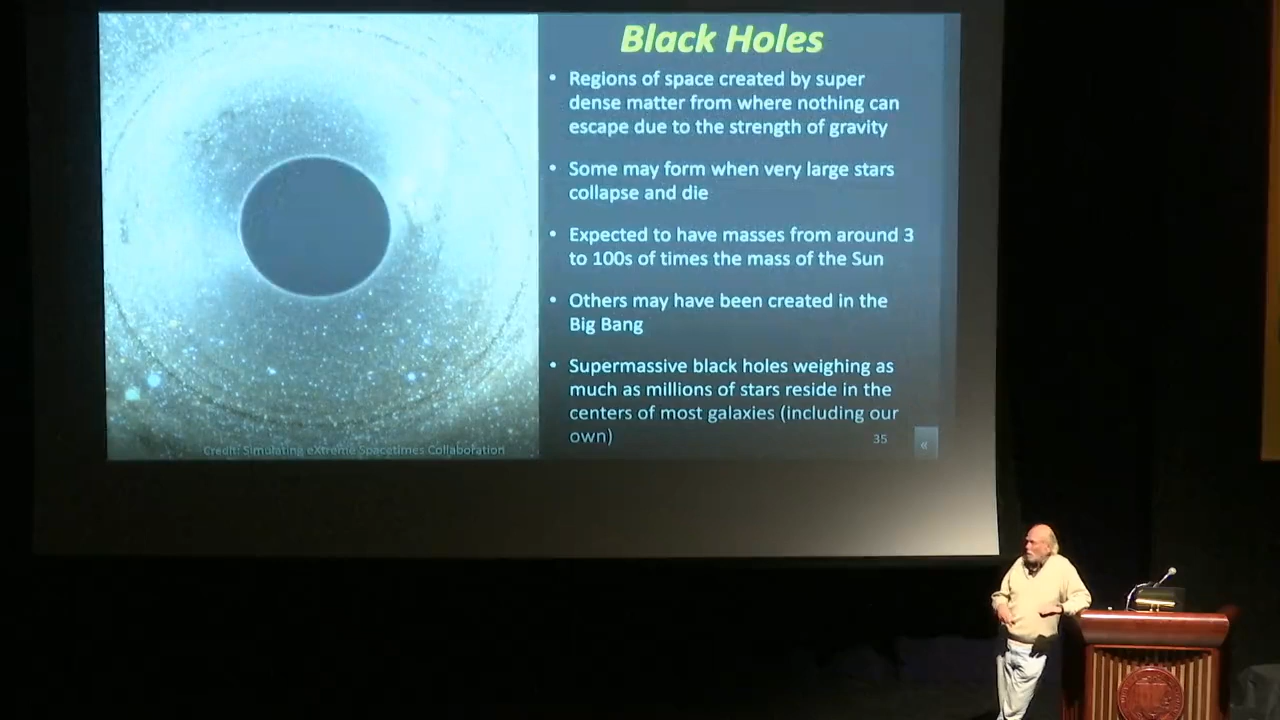 Black Holes
• Regions of space created by super
dense matter from where nothing can
escape due to the strength of gravity
• Some may form when very large stars
collapse and die
• Expected to have masses from around 3
to 100s of times the mass of the Sun
• Others may have been created in the
Big Bang
• Supermassive black holes weighing as
much as millions of stars reside in the
centers of most galaxies (including our
own)
35
Credit: Simulating eXtreme Spacetimes Collaboration